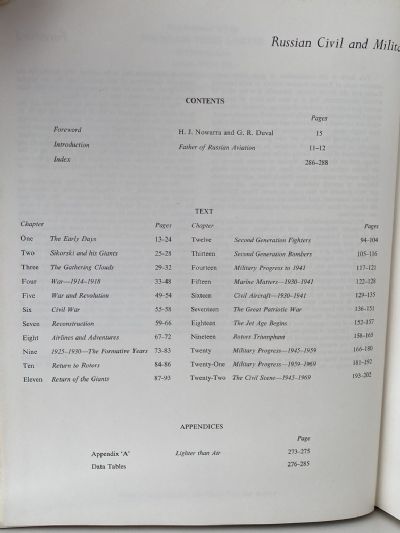 Russian Civil and Milita
CONTENTS
Pages
Foreword H. J. Nowarra and G. R. Duval 15
Introduction Father of Russian Aviation 11–12
Index 286–288
TEXT
Chapter Pages Chapter Pages
One The Early Days 13–24 Twelve Second Generation Fighters 94–104
Two Sikorski and his Giants 25–28 Thirteen Second Generation Bombers 105–116
Three The Gathering Clouds 29–32 Fourteen Military Progress to 1941 117–121
Four War—1914–1918 33–48 Fifteen Marine Matters—1930–1941 122–128
Five War and Revolution 49–54 Sixteen Civil Aircraft—1930–1941 129–135
Six Civil War 55–58 Seventeen The Great Patriotic War 136–151
Seven Reconstruction 59–66 Eighteen The Jet Age Begins 152–157
Eight Airlines and Adventures 67–72 Nineteen Rotors Triumphant 158–165
Nine 1925–1930—The Formative Years 73–83 Twenty Military Progress—1945–1959 166–180
Ten Return to Rotors 84–86 Twenty-One Military Progress—1959–1969 181–192
Eleven Return of the Giants 87–93 Twenty-Two The Civil Scene—1945–1969 193–202
APPENDICES
Page
Appendix 'A' Lighter than Air 273–275
Data Tables 276–285